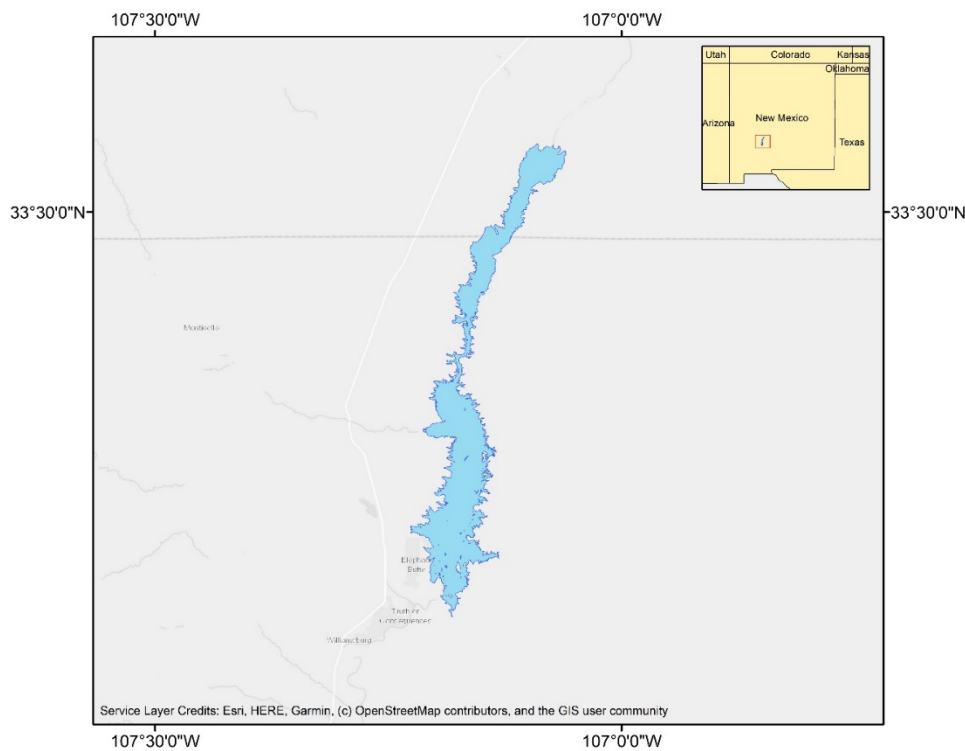 107°30'0"W
107°0'0"W
Utah
Colorado
Kansas
Oklahoma
Arizona
New Mexico
Texas
33°30'0"N
33°30'0"N
Monticello
Elephant
Butte
Truth or
Consequences
Williamsburg
Service Layer Credits: Esri, HERE, Garmin, (c) OpenStreetMap contributors, and the GIS user community
107°30'0"W
107°0'0"W